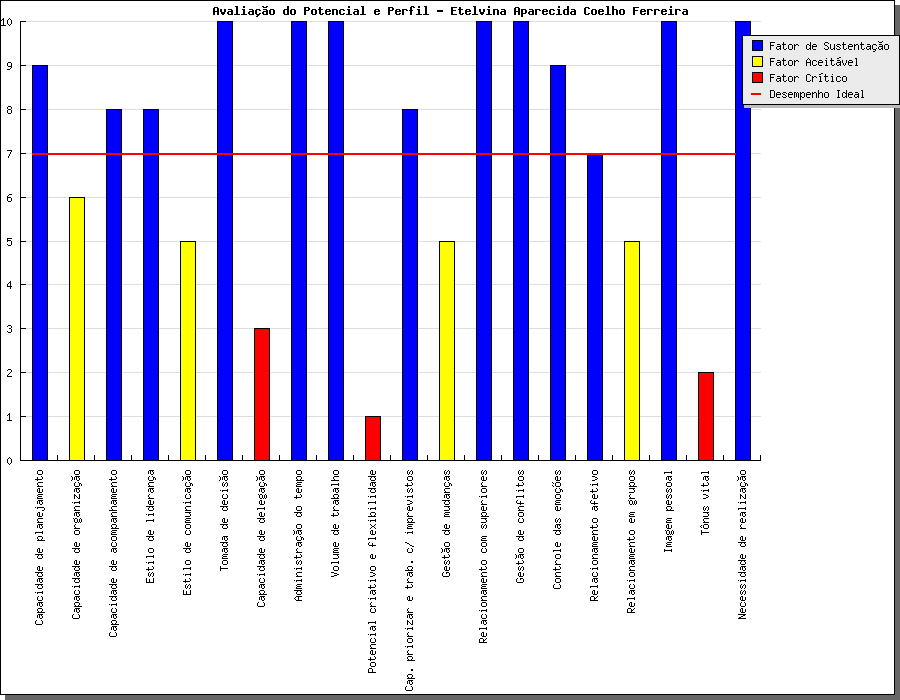 Avaliação do Potencial e Perfil - Etelvina Aparecida Coelho Ferreira
Fator de Sustentação
Fator Aceitável
Fator Crítico
Desempenho Ideal
10
9
8
7
6
5
4
3
2
1
0
Capacidade de planejamento
Capacidade de organização
Capacidade de acompanhamento
Estilo de liderança
Estilo de comunicação
Tomada de decisão
Capacidade de delegação
Administração do tempo
Volume de trabalho
Potencial criativo e flexibilidade
Cap. priorizar e trab. c/ imprevistos
Gestão de mudanças
Relacionamento com superiores
Gestão de conflitos
Controle das emoções
Relacionamento afetivo
Relacionamento em grupos
Imagem pessoal
Tônus vital
Necessidade de realização